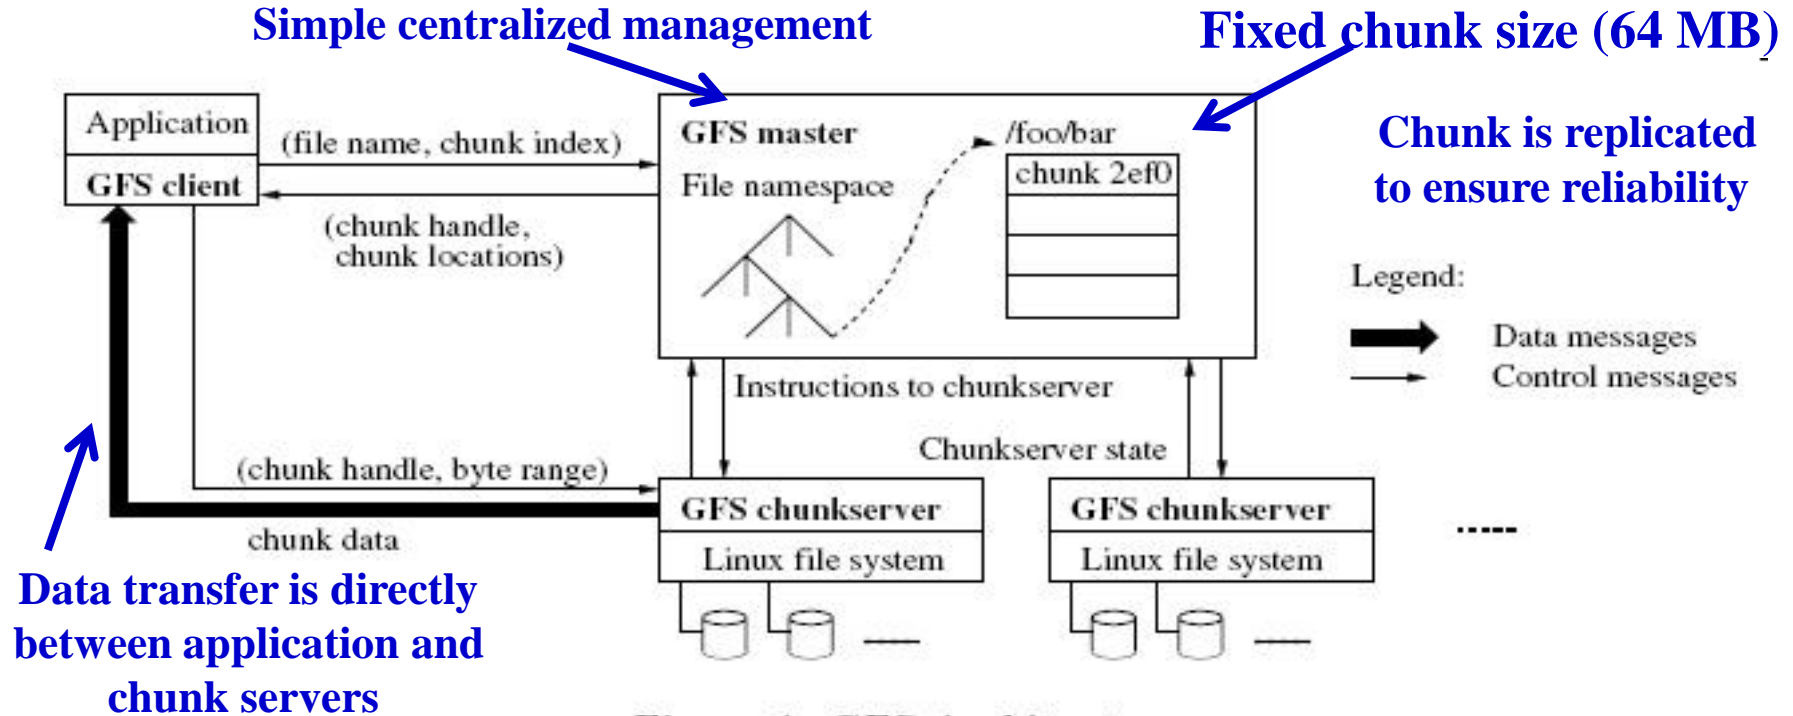 Simple centralized management
Fixed chunk size (64 MB)
Application
GFS client
(file name, chunk index)
(chunk handle,
chunk locations)
GFS master
File namespace
/foo/bar
chunk 2ef0
Chunk is replicated
to ensure reliability
Legend:
Data messages
Control messages
Instructions to chunkserver
Chunkserver state
(chunk handle, byte range)
chunk data
GFS chunkserver
Linux file system
GFS chunkserver
Linux file system
Data transfer is directly
between application and
chunk servers